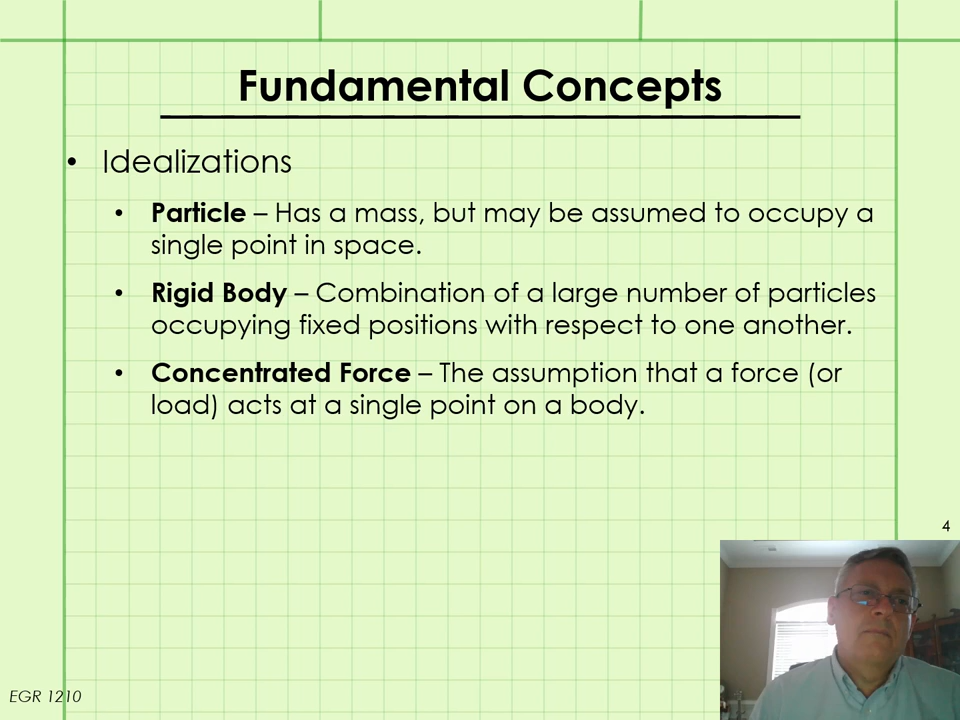 Fundamental Concepts
• Idealizations
• Particle – Has a mass, but may be assumed to occupy a
single point in space.
• Rigid Body – Combination of a large number of particles
occupying fixed positions with respect to one another.
• Concentrated Force – The assumption that a force (or
load) acts at a single point on a body.
4
EGR 1210